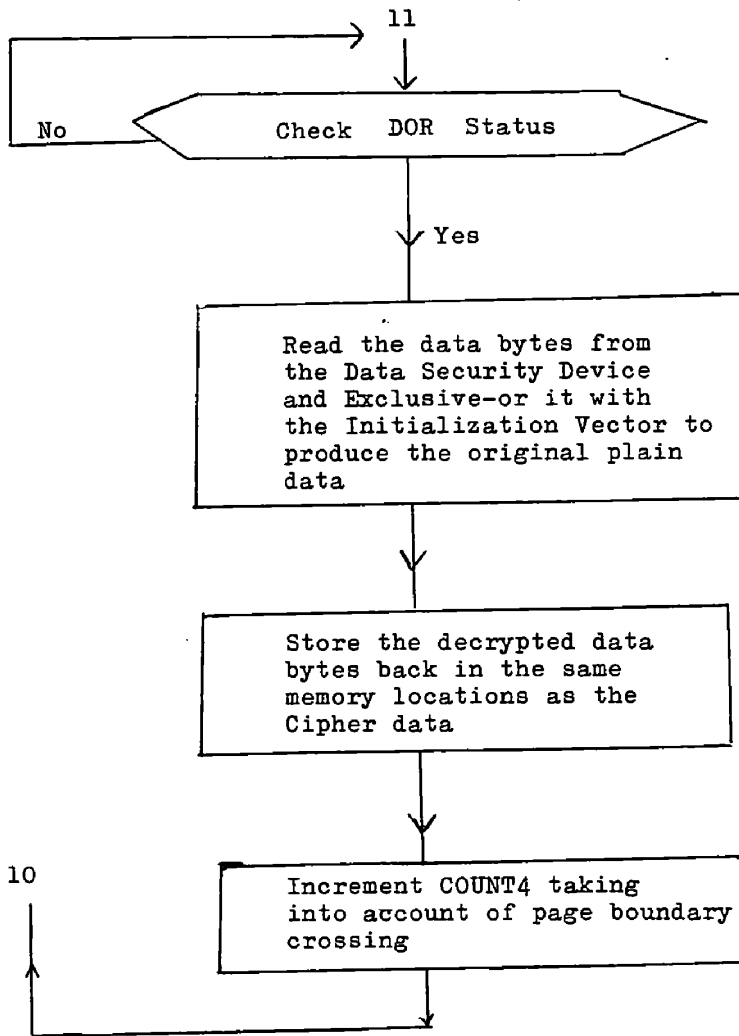 11
No
Check DOR Status
Yes
Read the data bytes from
the Data Security Device
and Exclusive-or it with
the Initialization Vector to
produce the original plain
data
Store the decrypted data
bytes back in the same
memory locations as the
Cipher data
10
Increment COUNT4 taking
into account of page boundary
crossing